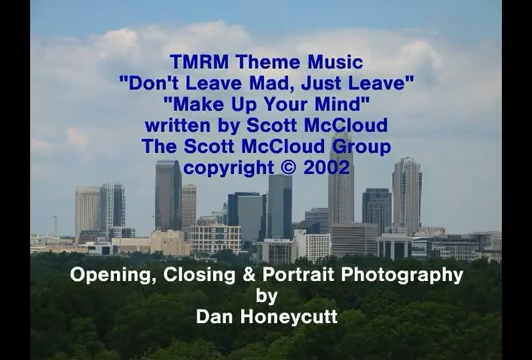 TMRM Theme Music
"Don't Leave Mad, Just Leave"
"Make Up Your Mind"
written by Scott McCloud
The Scott McCloud Group
copyright © 2002
Opening, Closing & Portrait Photography
by
Dan Honeycutt